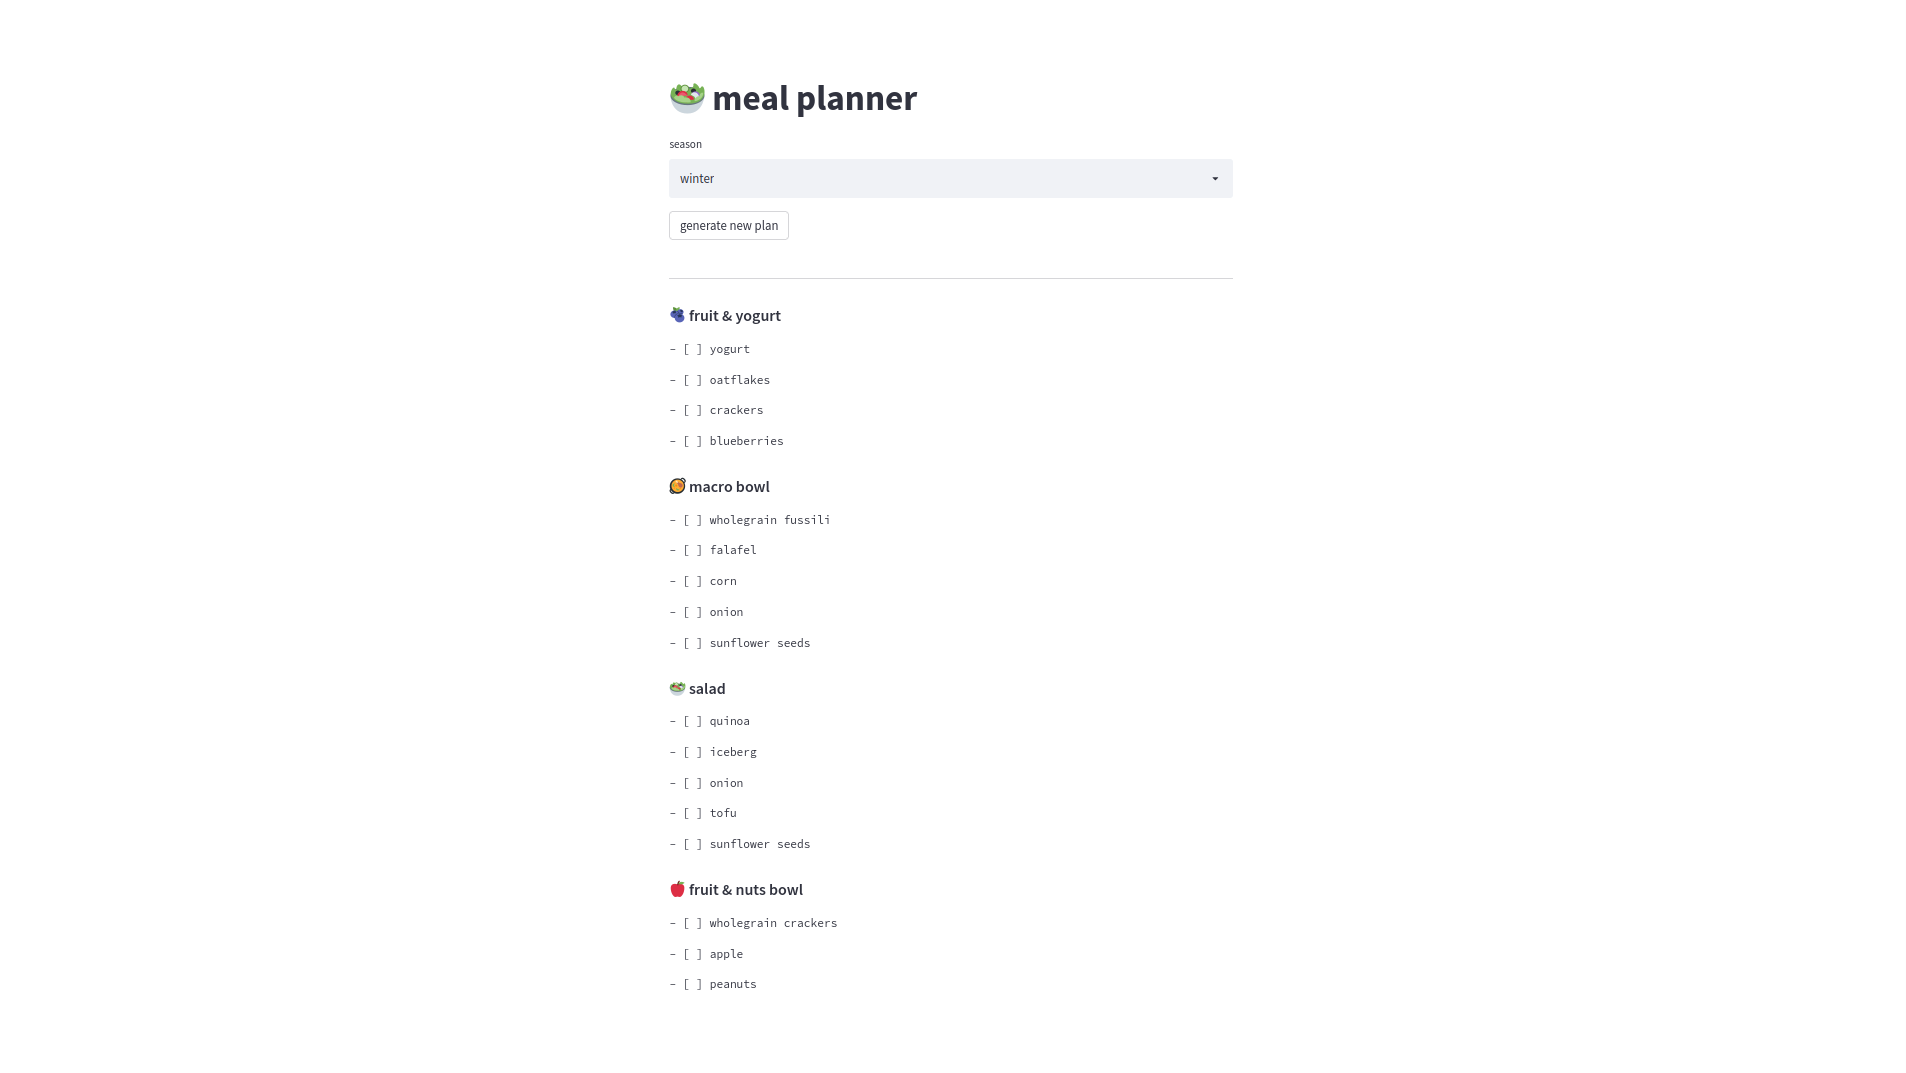 🥗 meal planner
season
winter
generate new plan
🫐 fruit & yogurt
- [ ] yogurt
- [ ] oatflakes
- [ ] crackers
- [ ] blueberries
🥘 macro bowl
- [ ] wholegrain fussili
- [ ] falafel
- [ ] corn
- [ ] onion
- [ ] sunflower seeds
🥗 salad
- [ ] quinoa
- [ ] iceberg
- [ ] onion
- [ ] tofu
- [ ] sunflower seeds
🍎 fruit & nuts bowl
- [ ] wholegrain crackers
- [ ] apple
- [ ] peanuts